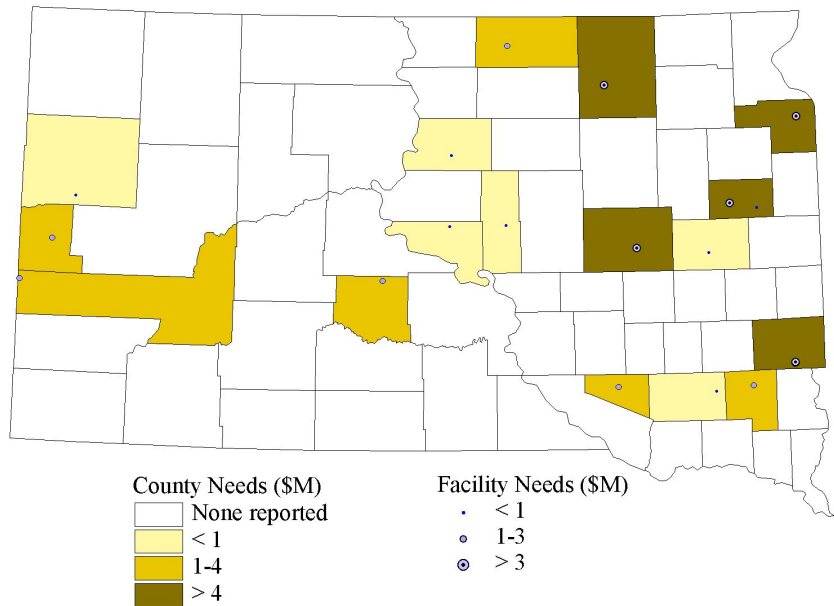 County Needs ($M)
None reported
< 1
1-4
> 4
Facility Needs ($M)
< 1
1-3
> 3